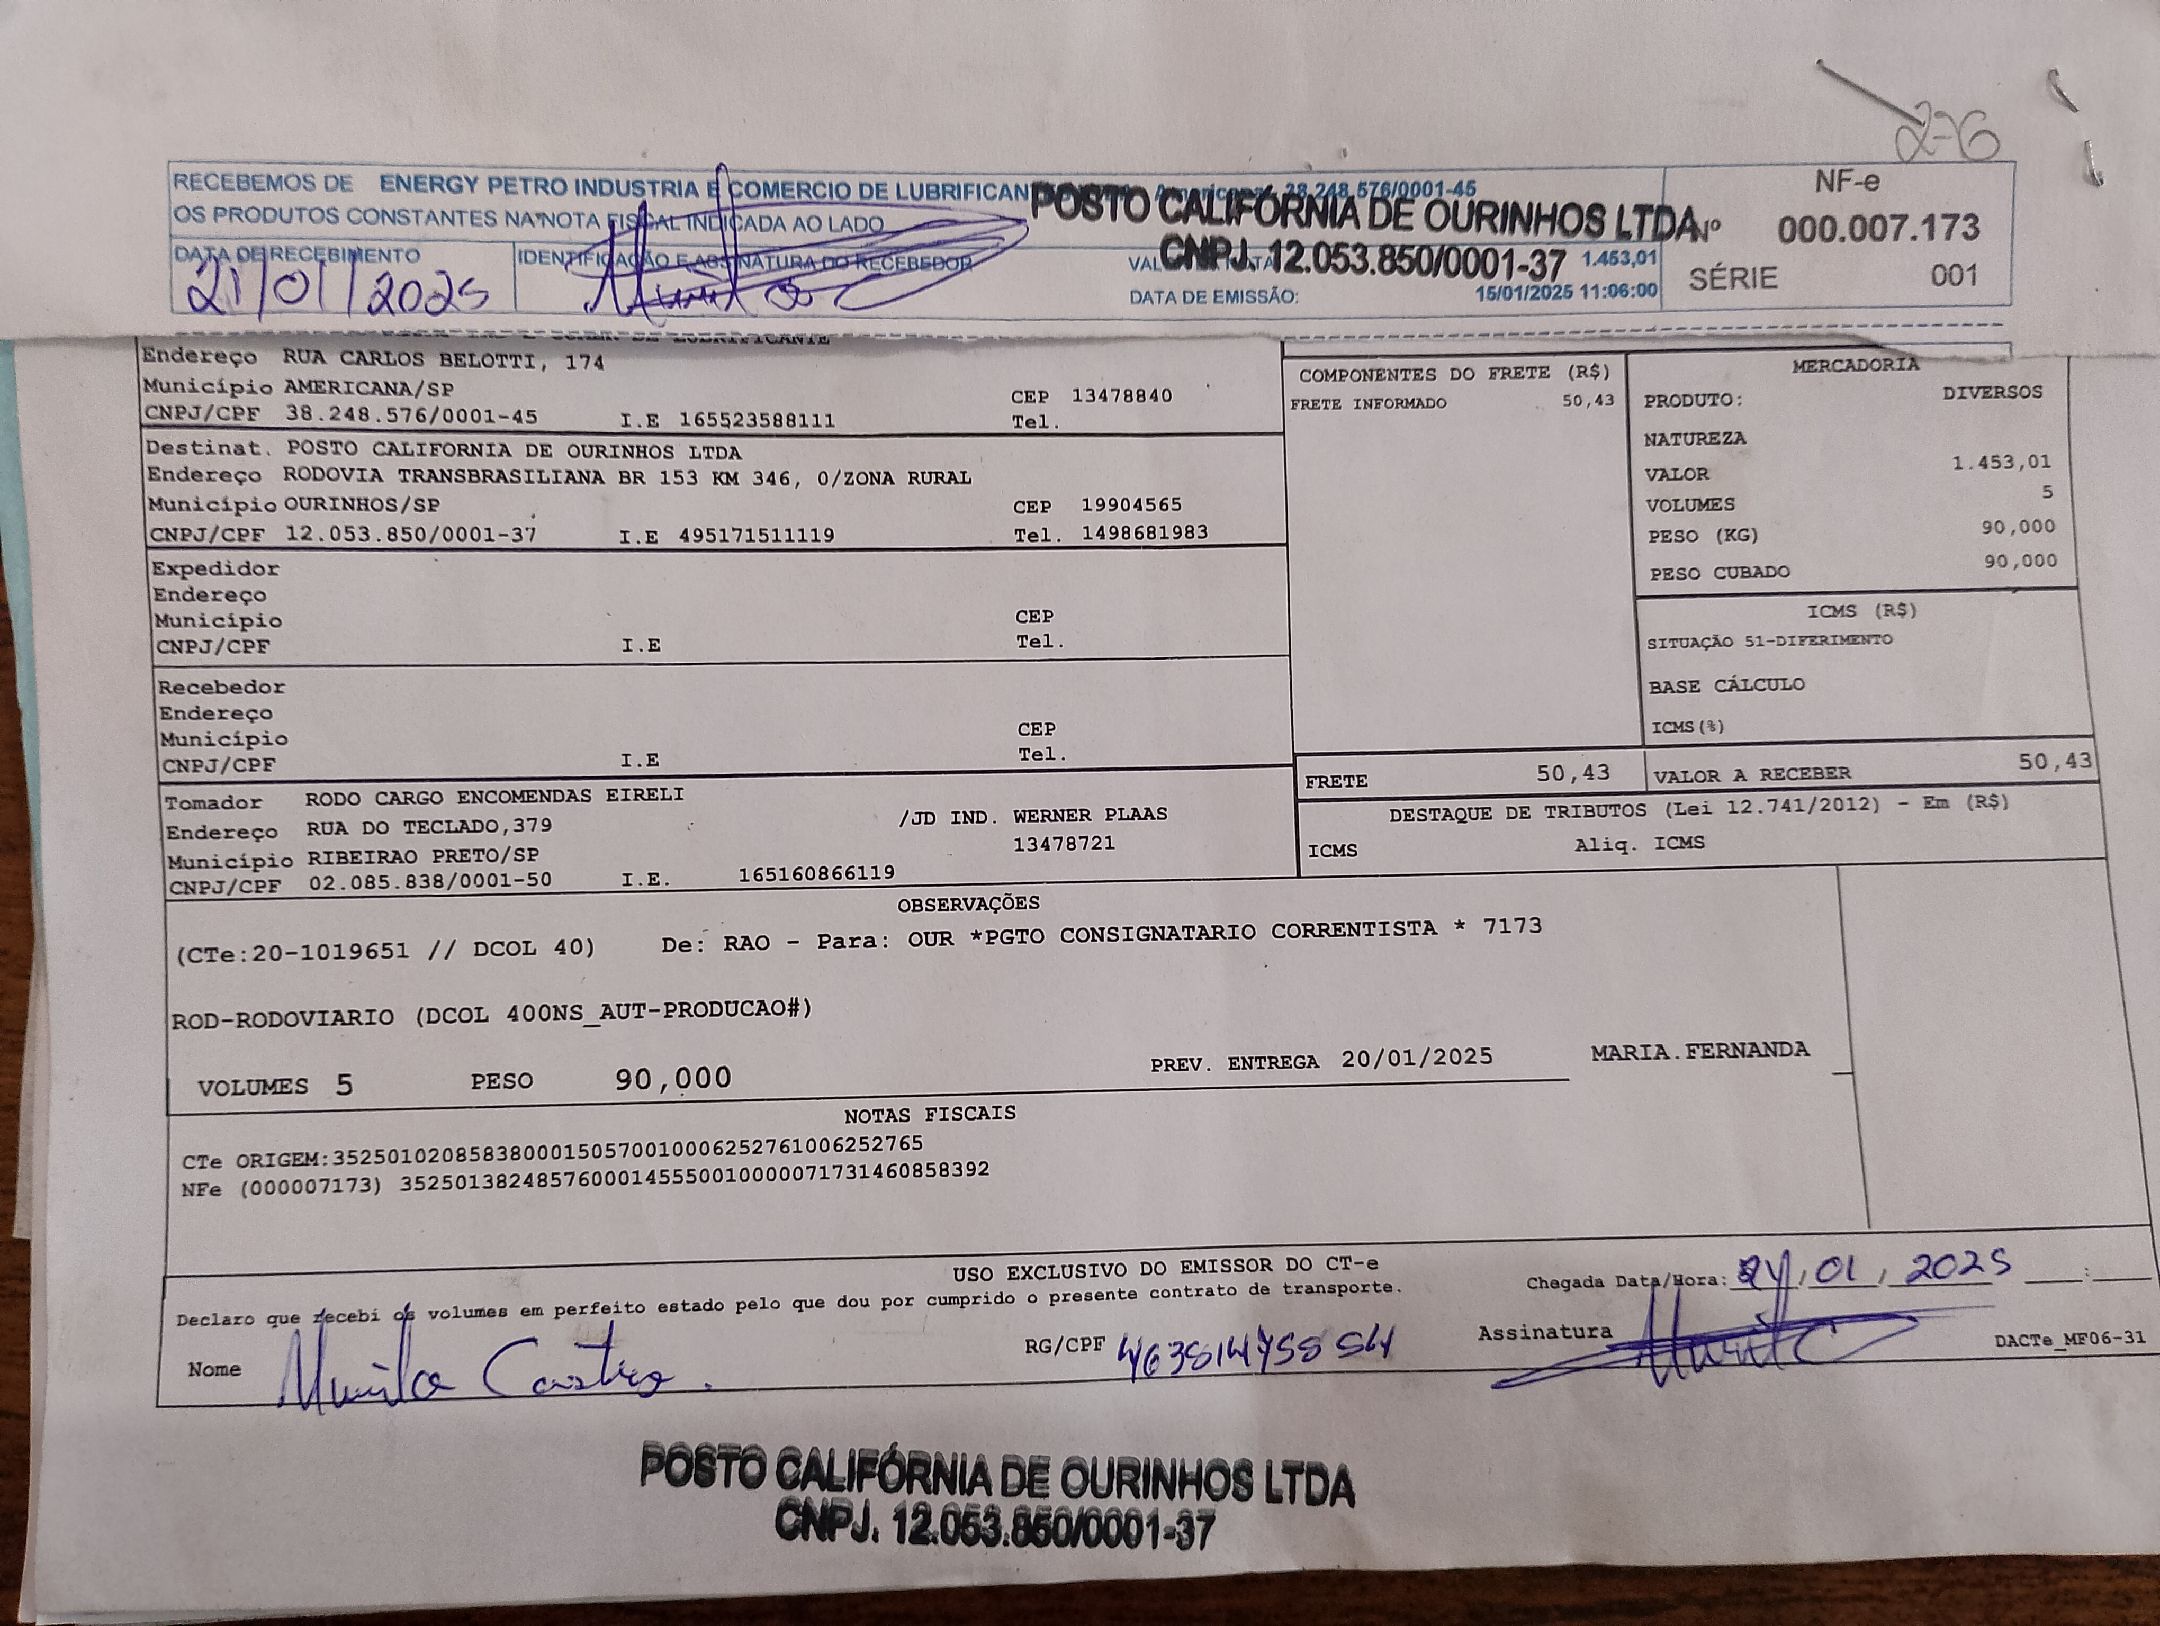 2-6
RECEBEMOS DE ENERGY PETRO INDUSTRIA E COMERCIO DE LUBRIFICAN 38.248.576/0001-45
OS PRODUTOS CONSTANTES NA NOTA FISCAL INDICADA AO LADO
POSTO CALIFÓRNIA DE OURINHOS LTDA
CNPJ. 12.053.850/0001-37
DATA DE RECEBIMENTO
21/01/2025
IDENTIFICAÇÃO E ASSINATURA DO RECEBEDOR
1.453,01
DATA DE EMISSÃO: 15/01/2025 11:06:00
NF-e
Nº 000.007.173
SÉRIE 001
Endereço RUA CARLOS BELOTTI, 174
Município AMERICANA/SP CEP 13478840
CNPJ/CPF 38.248.576/0001-45 I.E 165523588111 Tel.
Destinat. POSTO CALIFORNIA DE OURINHOS LTDA
Endereço RODOVIA TRANSBRASILIANA BR 153 KM 346, 0/ZONA RURAL
Município OURINHOS/SP CEP 19904565
CNPJ/CPF 12.053.850/0001-37 I.E 495171511119 Tel. 1498681983
Expedidor
Endereço
Município CEP
CNPJ/CPF I.E Tel.
Recebedor
Endereço
Município CEP
CNPJ/CPF I.E Tel.
Tomador RODO CARGO ENCOMENDAS EIRELI
Endereço RUA DO TECLADO,379 /JD IND. WERNER PLAAS
Município RIBEIRAO PRETO/SP 13478721
CNPJ/CPF 02.085.838/0001-50 I.E. 165160866119
COMPONENTES DO FRETE (R$)
FRETE INFORMADO 50,43
MERCADORIA
PRODUTO: DIVERSOS
NATUREZA
VALOR 1.453,01
VOLUMES 5
PESO (KG) 90,000
PESO CUBADO 90,000
ICMS (R$)
SITUAÇÃO 51-DIFERIMENTO
BASE CÁLCULO
ICMS(%)
FRETE 50,43 VALOR A RECEBER 50,43
DESTAQUE DE TRIBUTOS (Lei 12.741/2012) - Em (R$)
ICMS Aliq. ICMS
OBSERVAÇÕES
(CTe:20-1019651 // DCOL 40) De: RAO - Para: OUR *PGTO CONSIGNATARIO CORRENTISTA * 7173
ROD-RODOVIARIO (DCOL 400NS_AUT-PRODUCAO#)
VOLUMES 5 PESO 90,000 PREV. ENTREGA 20/01/2025 MARIA.FERNANDA
NOTAS FISCAIS
CTe ORIGEM:35250102085838000150570010006252761006252765
NFe (000007173) 35250138248576000145550010000071731460858392
USO EXCLUSIVO DO EMISSOR DO CT-e
Declaro que recebi os volumes em perfeito estado pelo que dou por cumprido o presente contrato de transporte.
Chegada Data/Hora: 01, 2025 :
Nome Murilo Castro. RG/CPF Assinatura
DACTe_MF06-31
POSTO CALIFÓRNIA DE OURINHOS LTDA
CNPJ. 12.053.850/0001-37